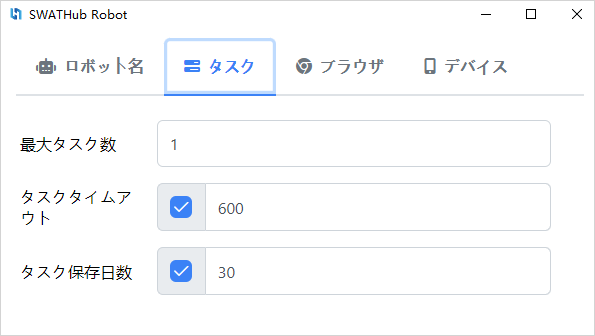 SWATHub Robot
ロボット名 タスク ブラウザ デバイス
最大タスク数 1
タスクタイムア
ウト 600
タスク保存日数 30